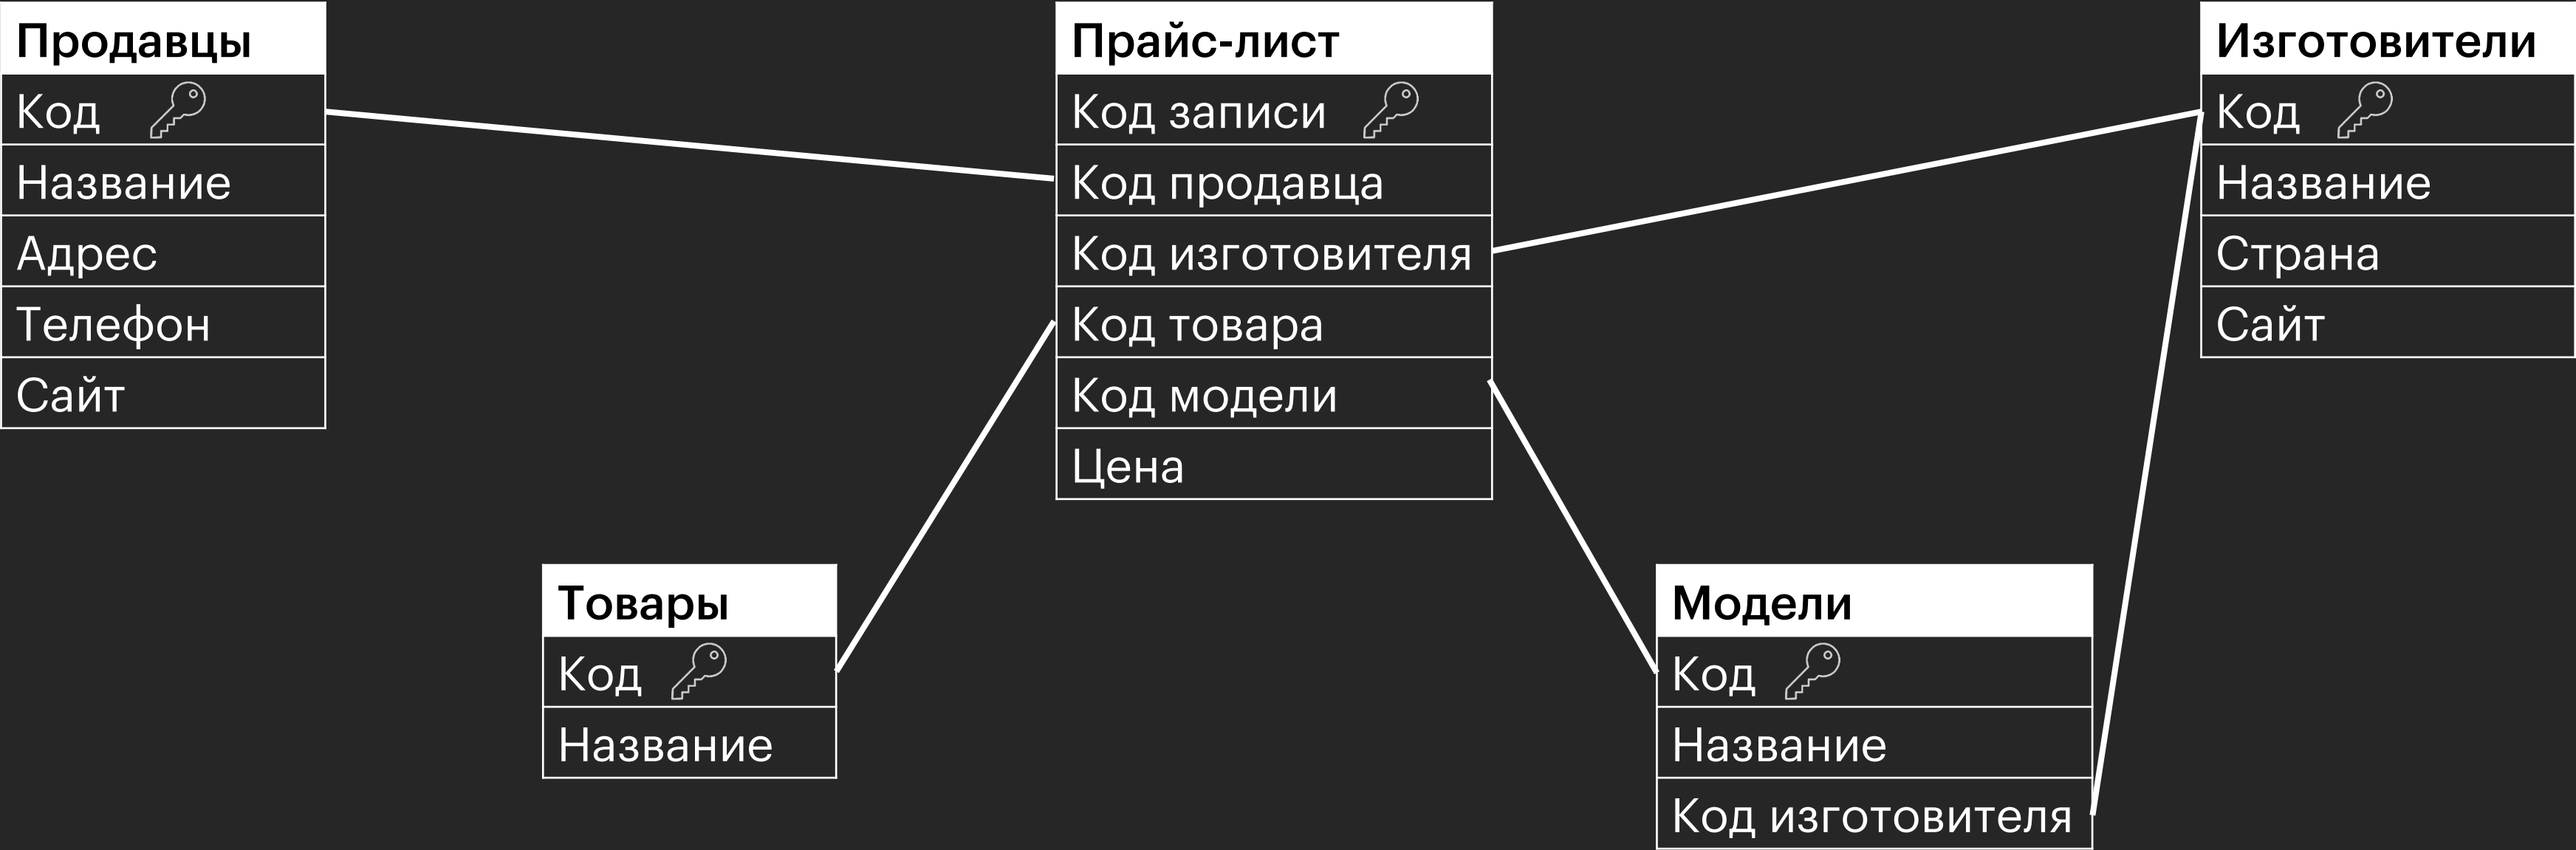 Продавцы
Код
Название
Адрес
Телефон
Сайт
Прайс-лист
Код записи
Код продавца
Код изготовителя
Код товара
Код модели
Цена
Изготовители
Код
Название
Страна
Сайт
Товары
Код
Название
Модели
Код
Название
Код изготовителя